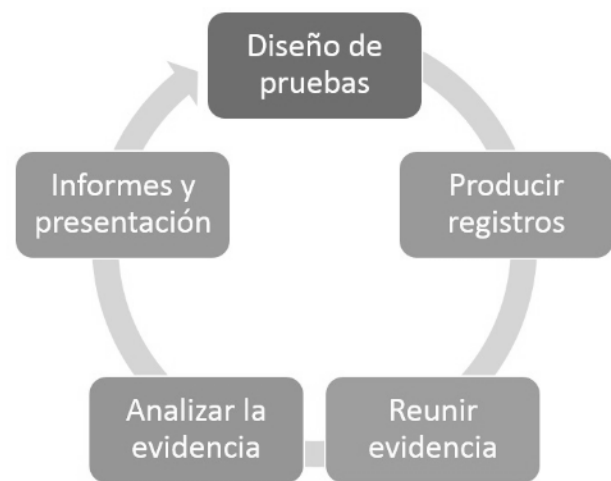 Diseño de
pruebas
Producir
registros
Reunir
evidencia
Analizar la
evidencia
Informes y
presentación